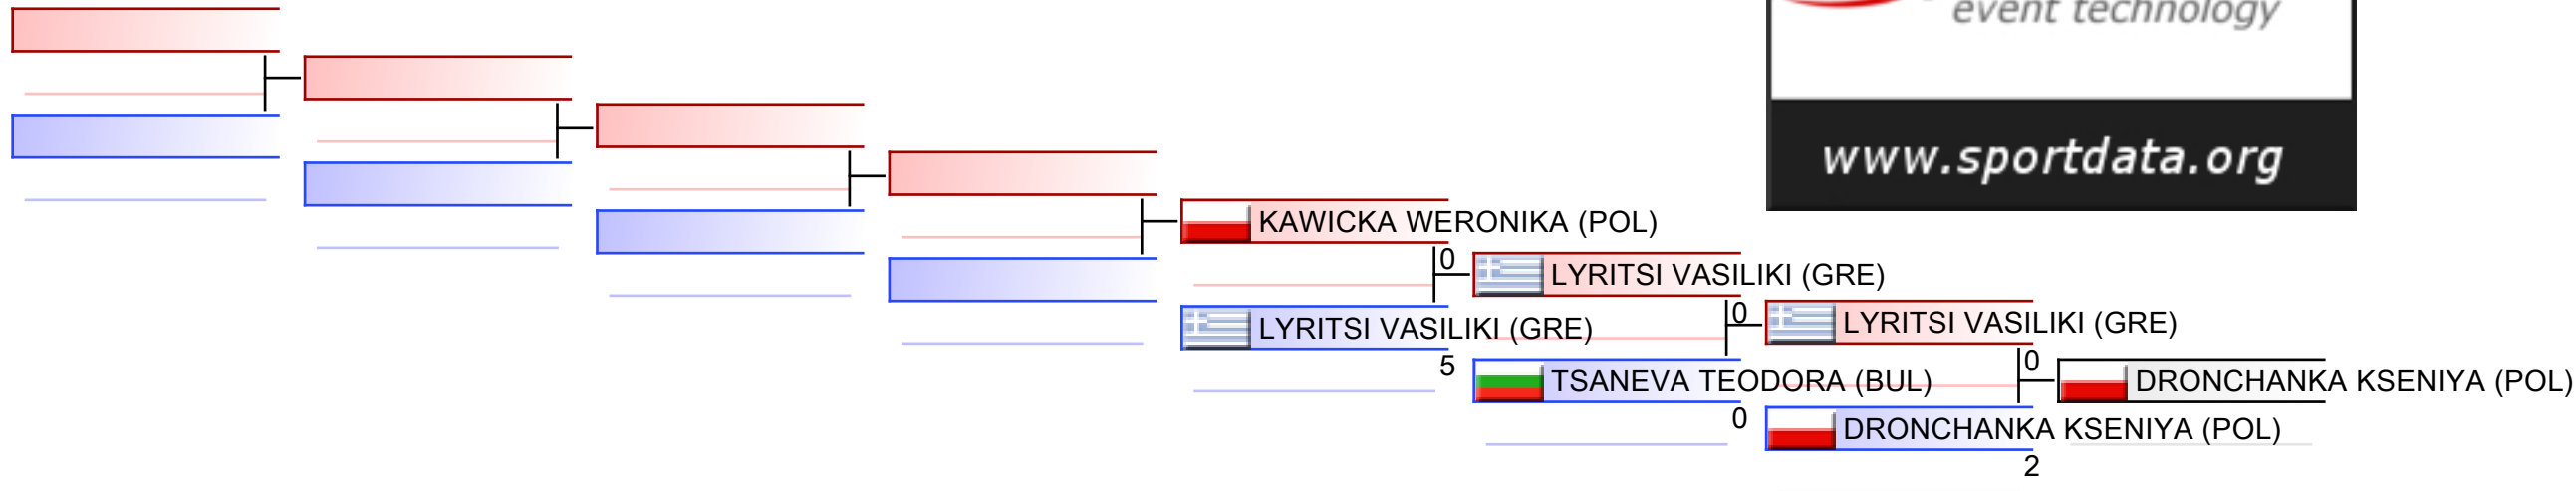 event technology
www.sportdata.org
KAWICKA WERONIKA (POL)
0
LYRITSI VASILIKI (GRE)
LYRITSI VASILIKI (GRE)
5
0
LYRITSI VASILIKI (GRE)
TSANEVA TEODORA (BUL)
0
0
DRONCHANKA KSENIYA (POL)
DRONCHANKA KSENIYA (POL)
2